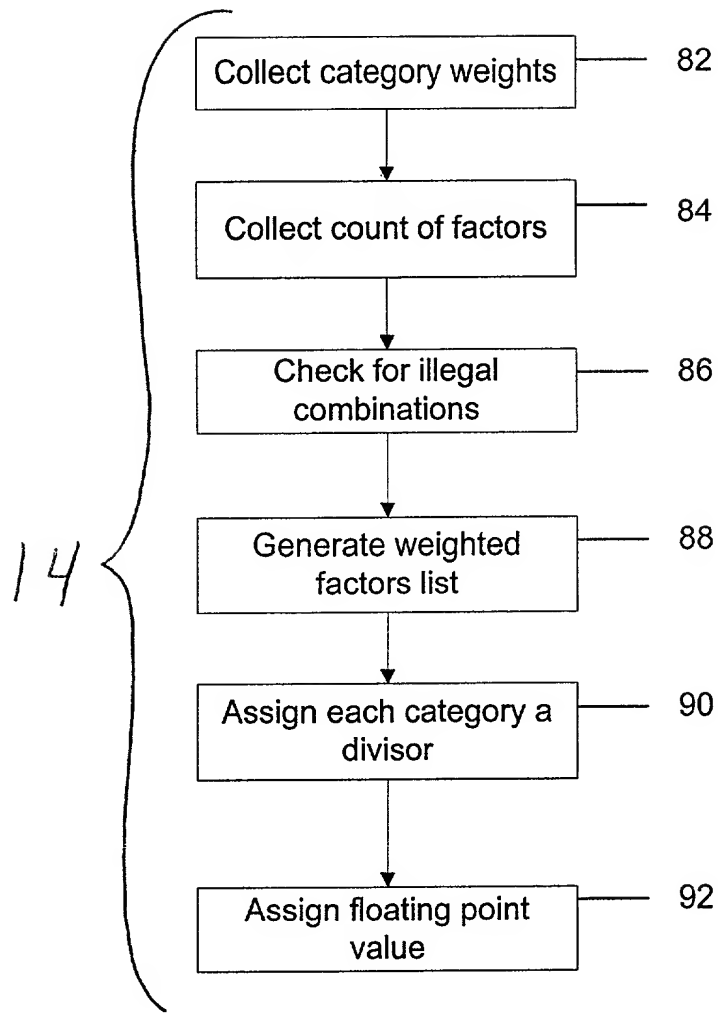 Collect category weights
82
Collect count of factors
84
Check for illegal
combinations
86
Generate weighted
factors list
88
Assign each category a
divisor
90
Assign floating point
value
92
14